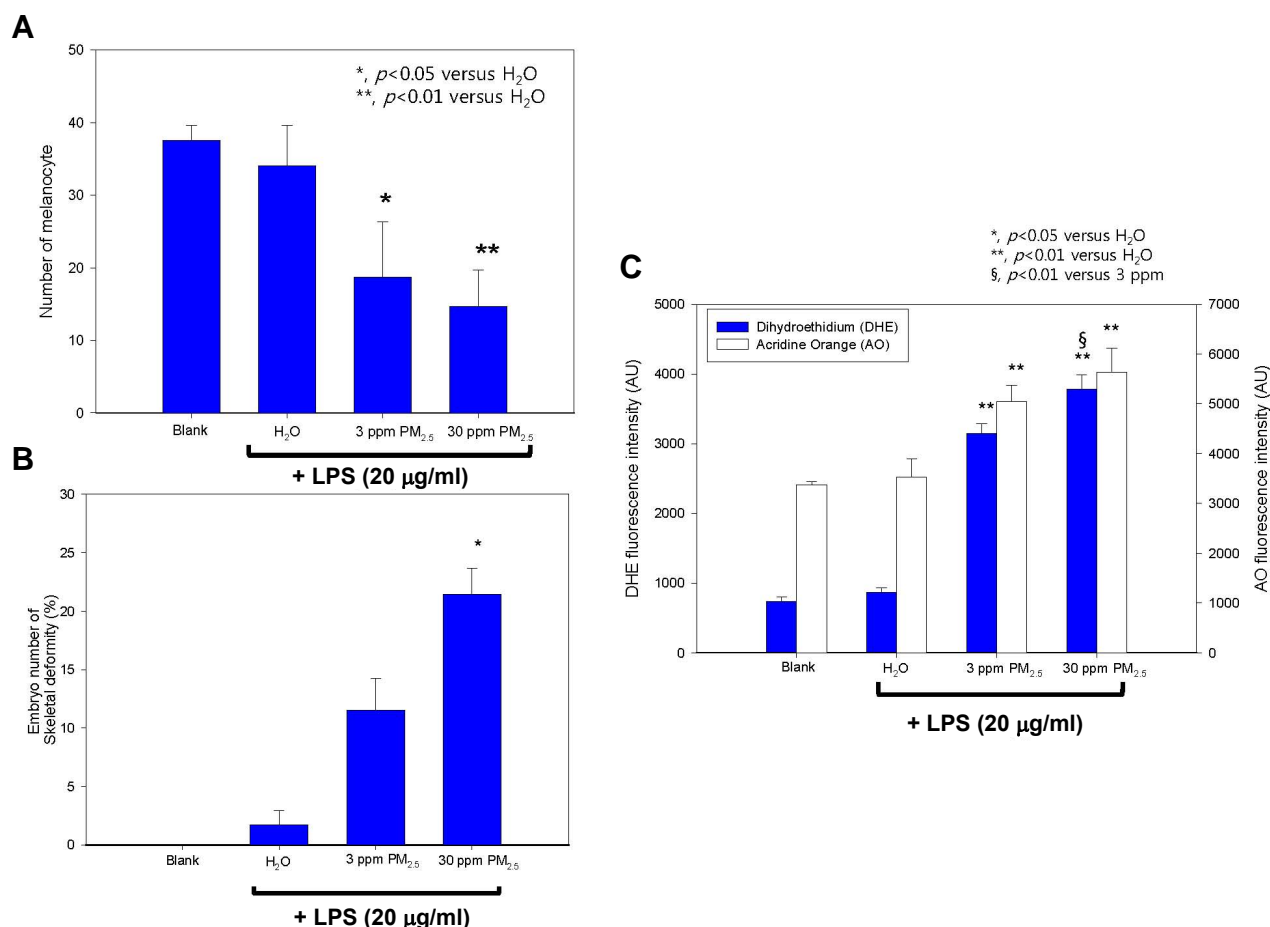 A
50
40
30
20
10
0
Number of melanocyte
*, p<0.05 versus H₂O
**, p<0.01 versus H₂O
*
**
Blank
H₂O
3 ppm PM₂.₅
30 ppm PM₂.₅
+ LPS (20 μg/ml)
B
30
25
20
15
10
5
0
Embryo number of
Skeletal deformity (%)
*
Blank
H₂O
3 ppm PM₂.₅
30 ppm PM₂.₅
+ LPS (20 μg/ml)
C
*, p<0.05 versus H₂O
**, p<0.01 versus H₂O
§, p<0.01 versus 3 ppm
5000
4000
3000
2000
1000
0
DHE fluorescence intensity (AU)
Dihydroethidium (DHE)
Acridine Orange (AO)
**
**
§
**
**
7000
6000
5000
4000
3000
2000
1000
0
AO fluorescence intensity (AU)
Blank
H₂O
3 ppm PM₂.₅
30 ppm PM₂.₅
+ LPS (20 μg/ml)